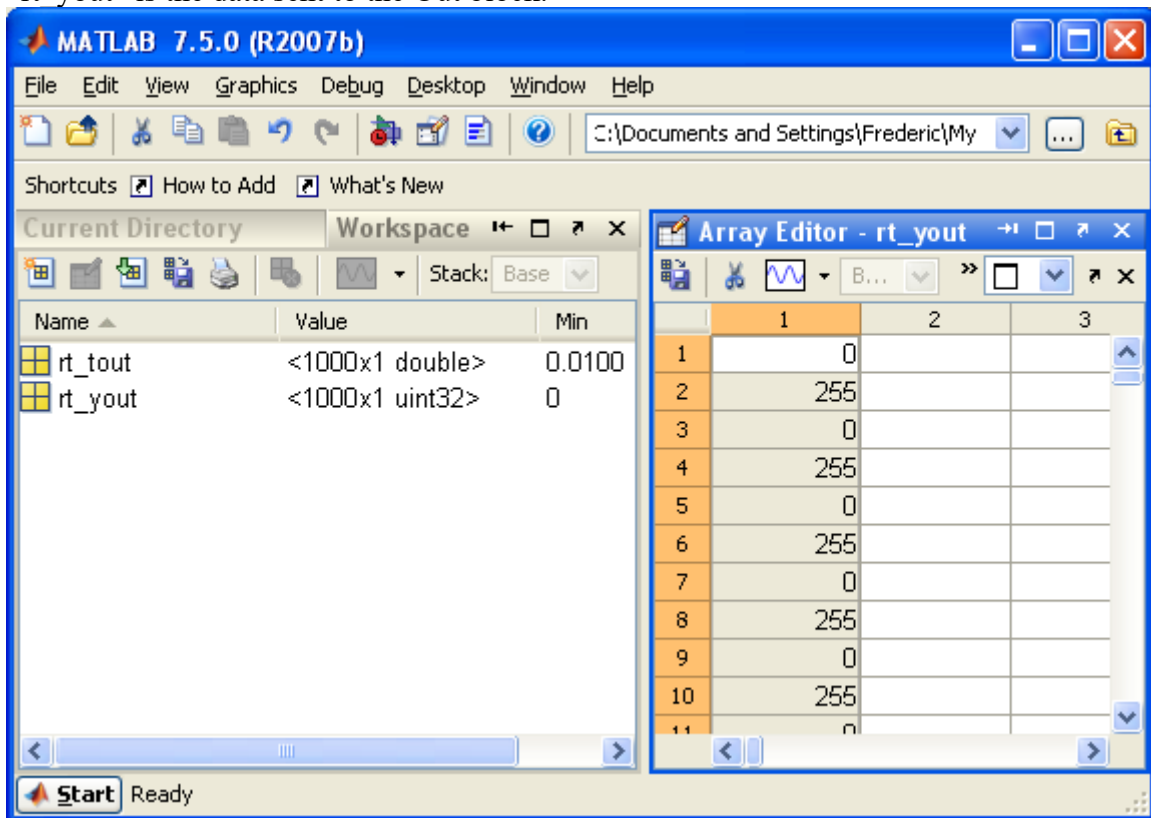 MATLAB 7.5.0 (R2007b)
File Edit View Graphics Debug Desktop Window Help
C:\Documents and Settings\Frederic\My
Shortcuts How to Add What's New
Current Directory Workspace
Array Editor - rt_yout
Stack: Base
B...
Name Value Min
rt_tout <1000x1 double> 0.0100
rt_yout <1000x1 uint32> 0
1 2 3
1 0
2 255
3 0
4 255
5 0
6 255
7 0
8 255
9 0
10 255
11 0
Start Ready